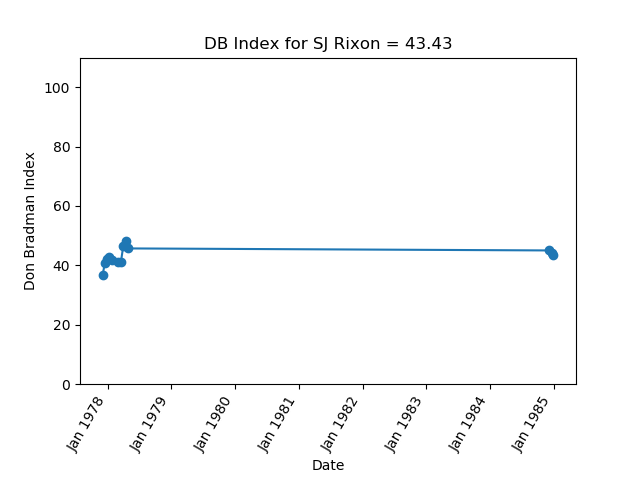 DB Index for SJ Rixon = 43.43
100
80
60
40
20
0
Don Bradman Index
Jan 1978
Jan 1979
Jan 1980
Jan 1981
Jan 1982
Jan 1983
Jan 1984
Jan 1985
Date